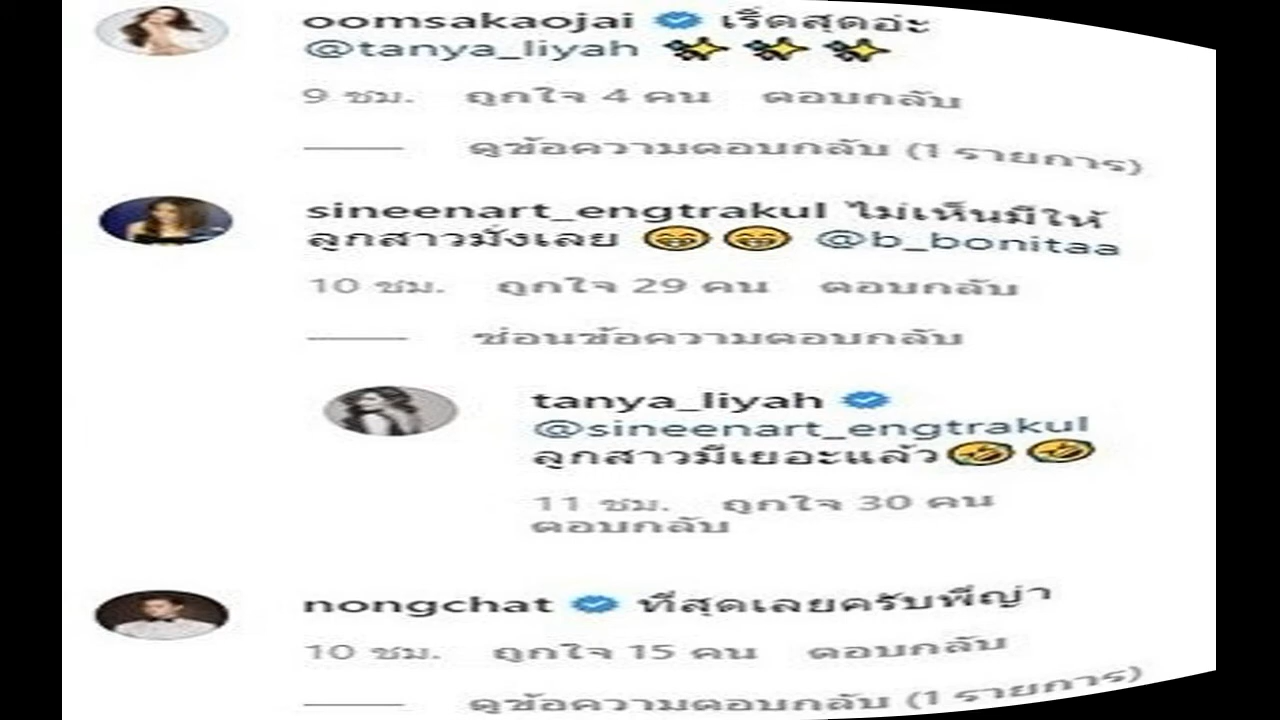 oomsakaojai เริ่ดสุดอ่ะ
@tanya_liyah ✨ ✨ ✨
9 ชม. ถูกใจ 4 คน ตอบกลับ
ดูข้อความตอบกลับ (1 รายการ)
sineenart_engtrakul ไม่เห็นมีให้
ลูกสาวมั่งเลย 😂 😂 @b_bonitaa
10 ชม. ถูกใจ 29 คน ตอบกลับ
ซ่อนข้อความตอบกลับ
tanya_liyah
@sineenart_engtrakul
ลูกสาวมีเยอะแล้ว🤣 🤣
11 ชม. ถูกใจ 30 คน
ตอบกลับ
nongchat ที่สุดเลยครับพี่ญ่า
10 ชม. ถูกใจ 15 คน ตอบกลับ
ดูข้อความตอบกลับ (1 รายการ)